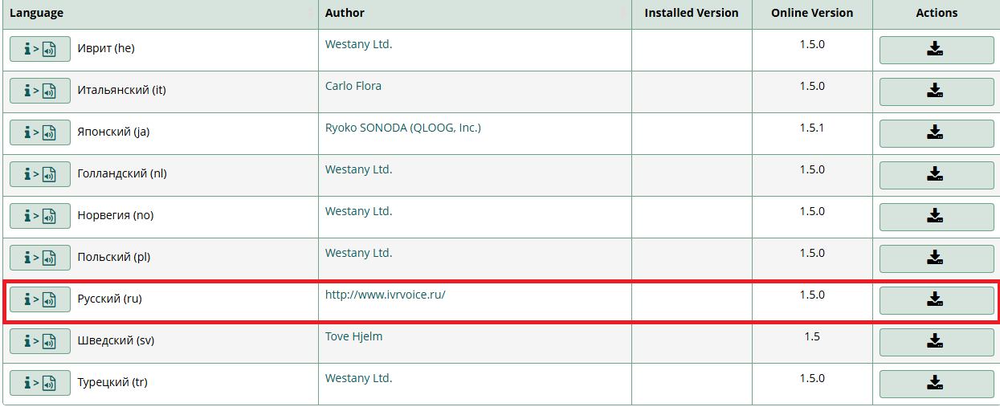 Language Author Installed Version Online Version Actions
i > Иврит (he) Westany Ltd. 1.5.0
i > Итальянский (it) Carlo Flora 1.5.0
i > Японский (ja) Ryoko SONODA (QLOOG, Inc.) 1.5.1
i > Голландский (nl) Westany Ltd. 1.5.0
i > Норвегия (no) Westany Ltd. 1.5.0
i > Польский (pl) Westany Ltd. 1.5.0
i > Русский (ru) http://www.ivrvoice.ru/ 1.5.0
i > Шведский (sv) Tove Hjelm 1.5
i > Турецкий (tr) Westany Ltd. 1.5.0